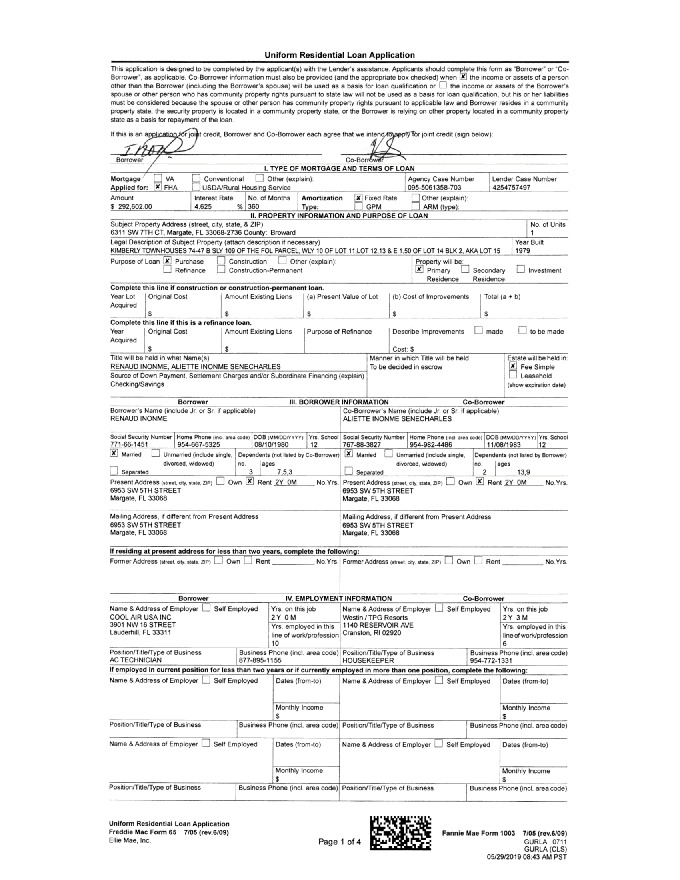 Uniform Residential Loan Application
This application is designed to be completed by the applicant(s) with the Lender's assistance. Applicants should complete this form as "Borrower" or "Co-
Borrower", as applicable. Co-Borrower information must also be provided (and the appropriate box checked) when ☒ the income or assets of a person
other than the Borrower (including the Borrower's spouse) will be used as a basis for loan qualification or ☐ the income or assets of the Borrower's
spouse or other person who has community property rights pursuant to state law will not be used as a basis for loan qualification, but his or her liabilities
must be considered because the spouse or other person has community property rights pursuant to applicable law and Borrower resides in a community
property state, the security property is located in a community property state, or the Borrower is relying on other property located in a community property
state as a basis for repayment of the loan.
If this is an application for joint credit, Borrower and Co-Borrower each agree that we intend to apply for joint credit (sign below):
Borrower Co-Borrower
I. TYPE OF MORTGAGE AND TERMS OF LOAN
Mortgage ☐ VA ☐ Conventional ☐ Other (explain): Agency Case Number Lender Case Number
Applied for: ☒ FHA ☐ USDA/Rural Housing Service 095-5061358-703 4254757497
Amount Interest Rate No. of Months Amortization ☒ Fixed Rate ☐ Other (explain):
$ 292,602.00 4.625 % 360 Type: ☐ GPM ☐ ARM (type):
II. PROPERTY INFORMATION AND PURPOSE OF LOAN
Subject Property Address (street, city, state, & ZIP) No. of Units
6311 SW 7TH CT, Margate, FL 33068-2736 County: Broward 1
Legal Description of Subject Property (attach description if necessary) Year Built
KIMBERLY TOWNHOUSES 74-47 B SLY 109 OF THE FOL PARCEL, WLY 10 OF LOT 11 LOT 12,13 & E 1,50 OF LOT 14 BLK 2, AKA LOT 15 1979
Purpose of Loan ☒ Purchase ☐ Construction ☐ Other (explain): Property will be:
☐ Refinance ☐ Construction-Permanent ☒ Primary Residence ☐ Secondary Residence ☐ Investment
Complete this line if construction or construction-permanent loan.
Year Lot Acquired Original Cost Amount Existing Liens (a) Present Value of Lot (b) Cost of Improvements Total (a + b)
$ $ $ $ $
Complete this line if this is a refinance loan.
Year Acquired Original Cost Amount Existing Liens Purpose of Refinance Describe Improvements ☐ made ☐ to be made
$ $ Cost: $
Title will be held in what Name(s) Manner in which Title will be held Estate will be held in:
RENAUD INONME, ALIETTE INONME SENECHARLES To be decided in escrow ☒ Fee Simple
Source of Down Payment, Settlement Charges and/or Subordinate Financing (explain) ☐ Leasehold
Checking/Savings (show expiration date)
Borrower III. BORROWER INFORMATION Co-Borrower
Borrower's Name (include Jr. or Sr. if applicable) Co-Borrower's Name (include Jr. or Sr. if applicable)
RENAUD INONME ALIETTE INONME SENECHARLES
Social Security Number Home Phone (incl. area code) DOB (MM/DD/YYYY) Yrs. School Social Security Number Home Phone (incl. area code) DOB (MM/DD/YYYY) Yrs. School
771-66-1451 954-667-5325 08/10/1980 12 767-88-3827 954-982-4486 11/08/1983 12
☒ Married ☐ Unmarried (include single, divorced, widowed) Dependents (not listed by Co-Borrower) ☒ Married ☐ Unmarried (include single, divorced, widowed) Dependents (not listed by Borrower)
☐ Separated no. 3 ages 7,5,3 ☐ Separated no. 2 ages 13,9
Present Address (street, city, state, ZIP) ☐ Own ☒ Rent 2Y 0M No. Yrs. Present Address (street, city, state, ZIP) ☐ Own ☒ Rent 2Y 0M No.Yrs.
6953 SW 5TH STREET 6953 SW 5TH STREET
Margate, FL 33068 Margate, FL 33068
Mailing Address, if different from Present Address Mailing Address, if different from Present Address
6953 SW 5TH STREET 6953 SW 5TH STREET
Margate, FL 33068 Margate, FL 33068
If residing at present address for less than two years, complete the following:
Former Address (street, city, state, ZIP) ☐ Own ☐ Rent No.Yrs Former Address (street, city, state, ZIP) ☐ Own ☐ Rent No.Yrs.
Borrower IV. EMPLOYMENT INFORMATION Co-Borrower
Name & Address of Employer ☐ Self Employed Yrs. on this job Name & Address of Employer ☐ Self Employed Yrs. on this job
COOL AIR USA INC 2Y 0M Westin / TPG Resorts 2Y 3M
3901 NW 16 STREET Yrs. employed in this line of work/profession 1140 RESERVOIR AVE Yrs. employed in this line of work/profession
Lauderhill, FL 33311 10 Cranston, RI 02920 6
Position/Title/Type of Business Business Phone (incl. area code) Position/Title/Type of Business Business Phone (incl. area code)
AC TECHNICIAN 877-895-1155 HOUSEKEEPER 954-772-1331
If employed in current position for less than two years or if currently employed in more than one position, complete the following:
Name & Address of Employer ☐ Self Employed Dates (from-to) Name & Address of Employer ☐ Self Employed Dates (from-to)
Monthly Income Monthly Income
$ $
Position/Title/Type of Business Business Phone (incl. area code) Position/Title/Type of Business Business Phone (incl. area code)
Name & Address of Employer ☐ Self Employed Dates (from-to) Name & Address of Employer ☐ Self Employed Dates (from-to)
Monthly Income Monthly Income
$ $
Position/Title/Type of Business Business Phone (incl. area code) Position/Title/Type of Business Business Phone (incl. area code)
Uniform Residential Loan Application
Freddie Mac Form 65 7/05 (rev.6/09)
Ellie Mae, Inc.
Page 1 of 4
Fannie Mae Form 1003 7/05 (rev.6/09)
GURLA 0711
GURLA (CLS)
05/29/2019 08:43 AM PST